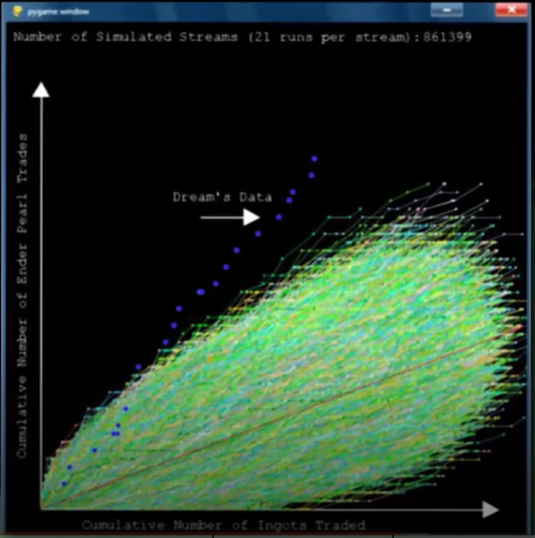 pygame window
Number of Simulated Streams (21 runs per stream):861399
Cumulative Number of Ender Pearl Trades
Dream's Data
Cumulative Number of Ingots Traded